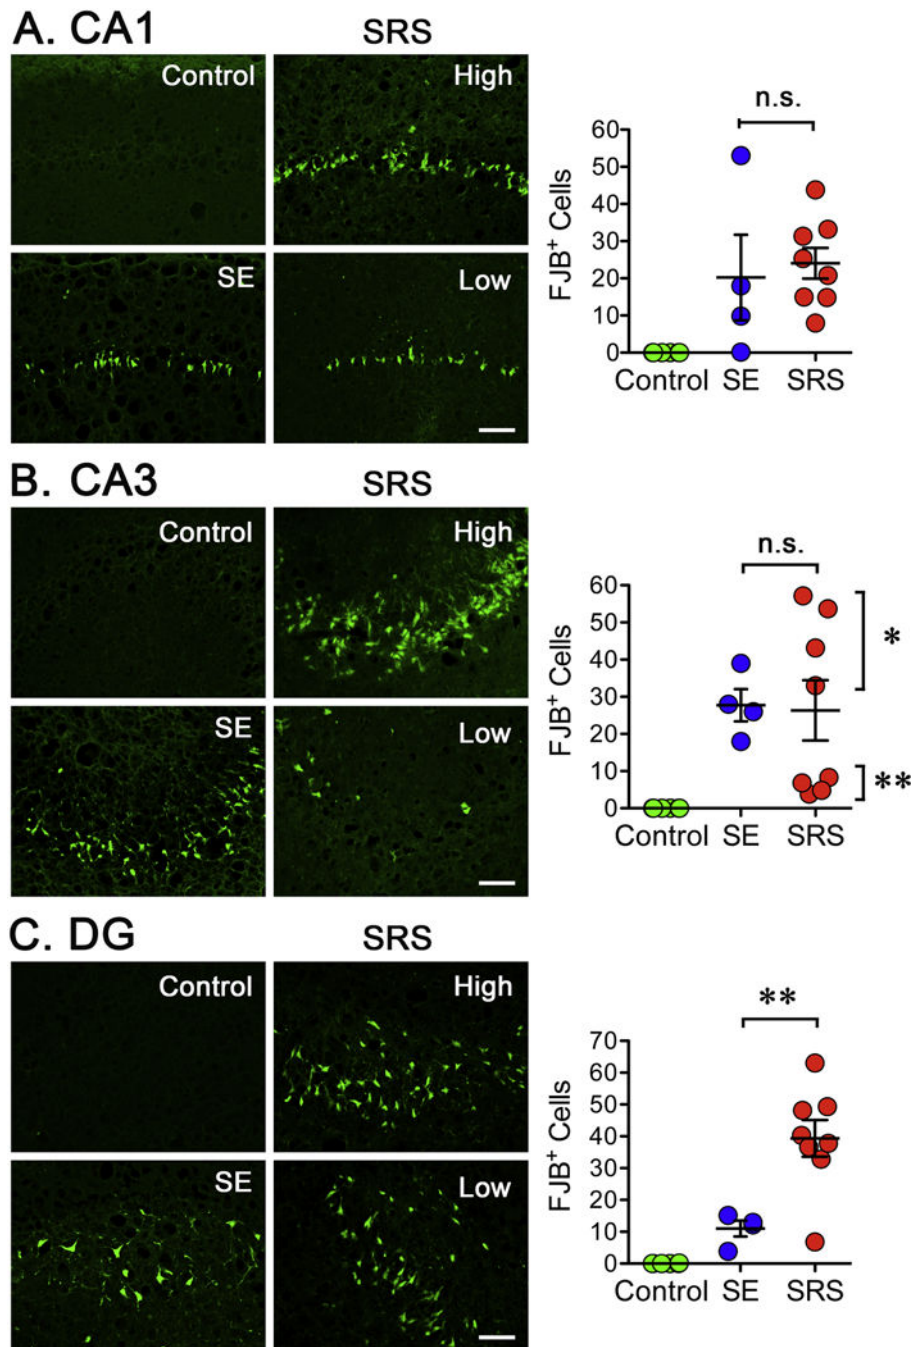 A. CA1
SRS
Control
High
SE
Low
n.s.
FJB+ Cells
60
50
40
30
20
10
0
Control SE SRS
B. CA3
SRS
Control
High
SE
Low
n.s.
FJB+ Cells
60
50
40
30
20
10
0
*
**
Control SE SRS
C. DG
SRS
Control
High
SE
Low
**
FJB+ Cells
70
60
50
40
30
20
10
0
Control SE SRS